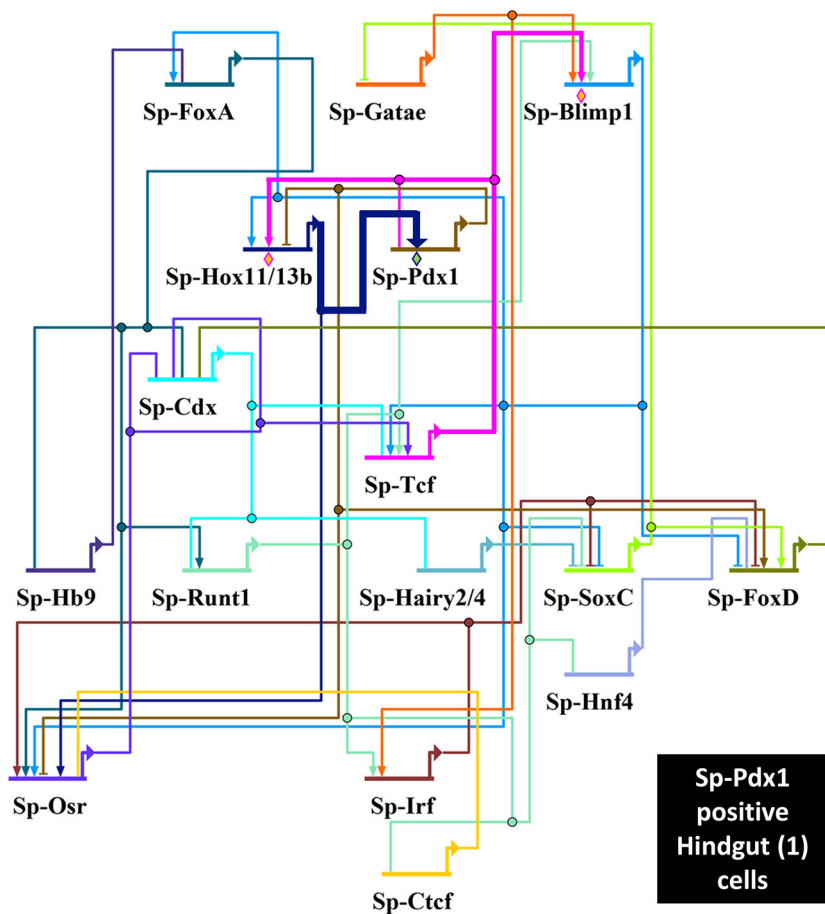 Sp-FoxA
Sp-Gatae
Sp-Blimp1
Sp-Hox11/13b
Sp-Pdx1
Sp-Cdx
Sp-Tcf
Sp-Hb9
Sp-Runt1
Sp-Hairy2/4
Sp-SoxC
Sp-FoxD
Sp-Hnf4
Sp-Osr
Sp-Irf
Sp-Ctcf
Sp-Pdx1
positive
Hindgut (1)
cells